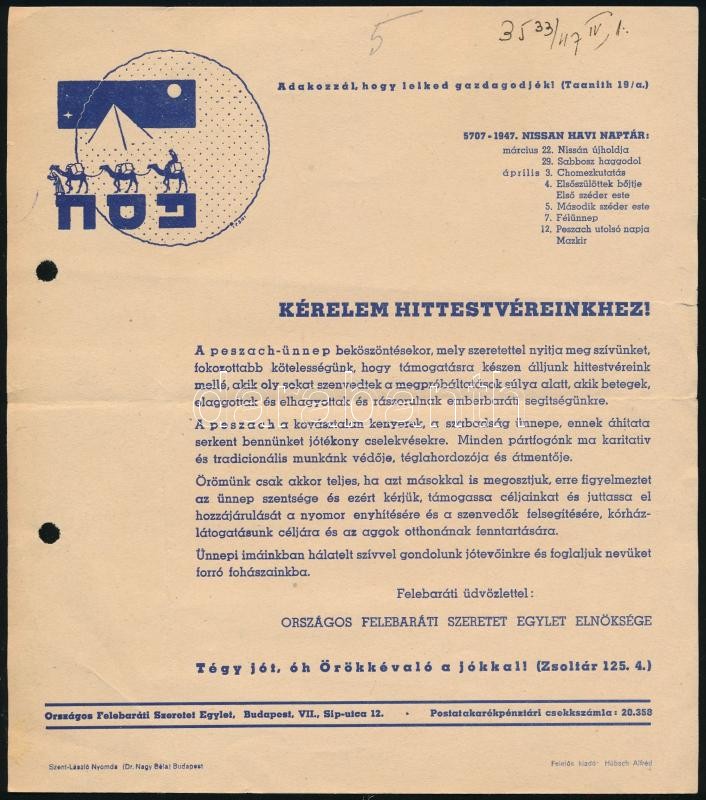 5
35 33/47 IV, 1.
Adakozzál, hogy lelked gazdagodjék! (Taanith 19/a.)
5707-1947. NISSAN HAVI NAPTÁR:
március 22. Nissán újholdja
29. Sabbosz haggodol
április 3. Chomezkutatás
4. Elsőszülöttek bőjtje
Első széder este
5. Második széder este
7. Félünnep
12. Peszach utolsó napja
Mazkir
פסח
KÉRELEM HITTESTVÉREINKHEZ!
A peszach-ünnep beköszöntésekor, mely szeretettel nyitja meg szívünket,
fokozottabb kötelességünk, hogy támogatásra készen álljunk hittestvéreink
mellé, akik oly sokat szenvedtek a megpróbáltatások súlya alatt, akik betegek,
elaggottak és elhagyottak és rászorulnak emberbaráti segítségünkre.
A peszach a kovásztalan kenyerek, a szabadság ünnepe, ennek áhítata
serkent bennünket jótékony cselekvésekre. Minden pártfogónk ma karitativ
és tradicionális munkánk védője, téglahordozója és átmentője.
Örömünk csak akkor teljes, ha azt másokkal is megosztjuk, erre figyelmeztet
az ünnep szentsége és ezért kérjük, támogassa céljainkat és juttassa el
hozzájárulását a nyomor enyhítésére és a szenvedők felsegítésére, kórház-
látogatásunk céljára és az aggok otthonának fenntartására.
Ünnepi imáinkban hálatelt szívvel gondolunk jótevőinkre és foglaljuk nevüket
forró fohászainkba.
Felebaráti üdvözlettel:
ORSZÁGOS FELEBARÁTI SZERETET EGYLET ELNÖKSÉGE
Tégy jót, óh Örökkévaló a jókkal! (Zsoltár 125. 4.)
Országos Felebaráti Szeretet Egylet, Budapest, VII., Sip-utca 12. · Postatakarékpénztári csekkszámla: 20.358
Szent-László Nyomda (Dr. Nagy Béla) Budapest
Felelős kiadó: Hübsch Alfréd
darabanth